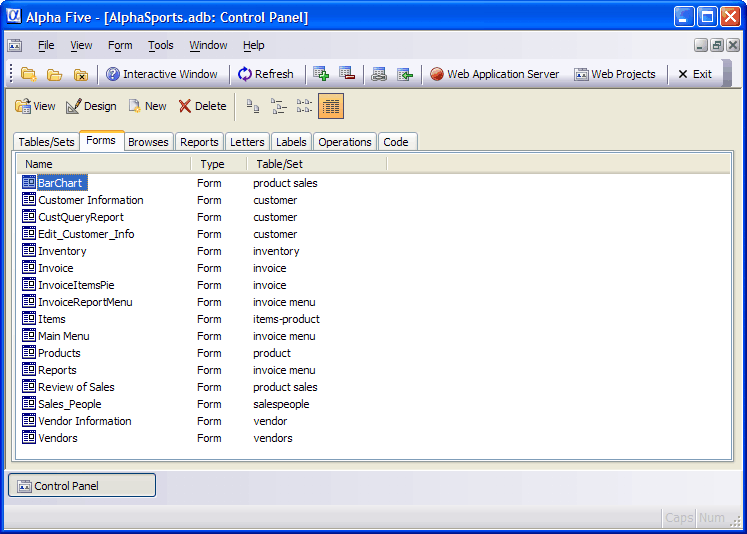 Alpha Five - [AlphaSports.adb: Control Panel]
File View Form Tools Window Help
Interactive Window Refresh Web Application Server Web Projects Exit
View Design New Delete
Tables/Sets Forms Browses Reports Letters Labels Operations Code
Name Type Table/Set
BarChart Form product sales
Customer Information Form customer
CustQueryReport Form customer
Edit_Customer_Info Form customer
Inventory Form inventory
Invoice Form invoice
InvoiceItemsPie Form invoice
InvoiceReportMenu Form invoice menu
Items Form items-product
Main Menu Form invoice menu
Products Form product
Reports Form invoice menu
Review of Sales Form product sales
Sales_People Form salespeople
Vendor Information Form vendor
Vendors Form vendors
Control Panel
Caps Num